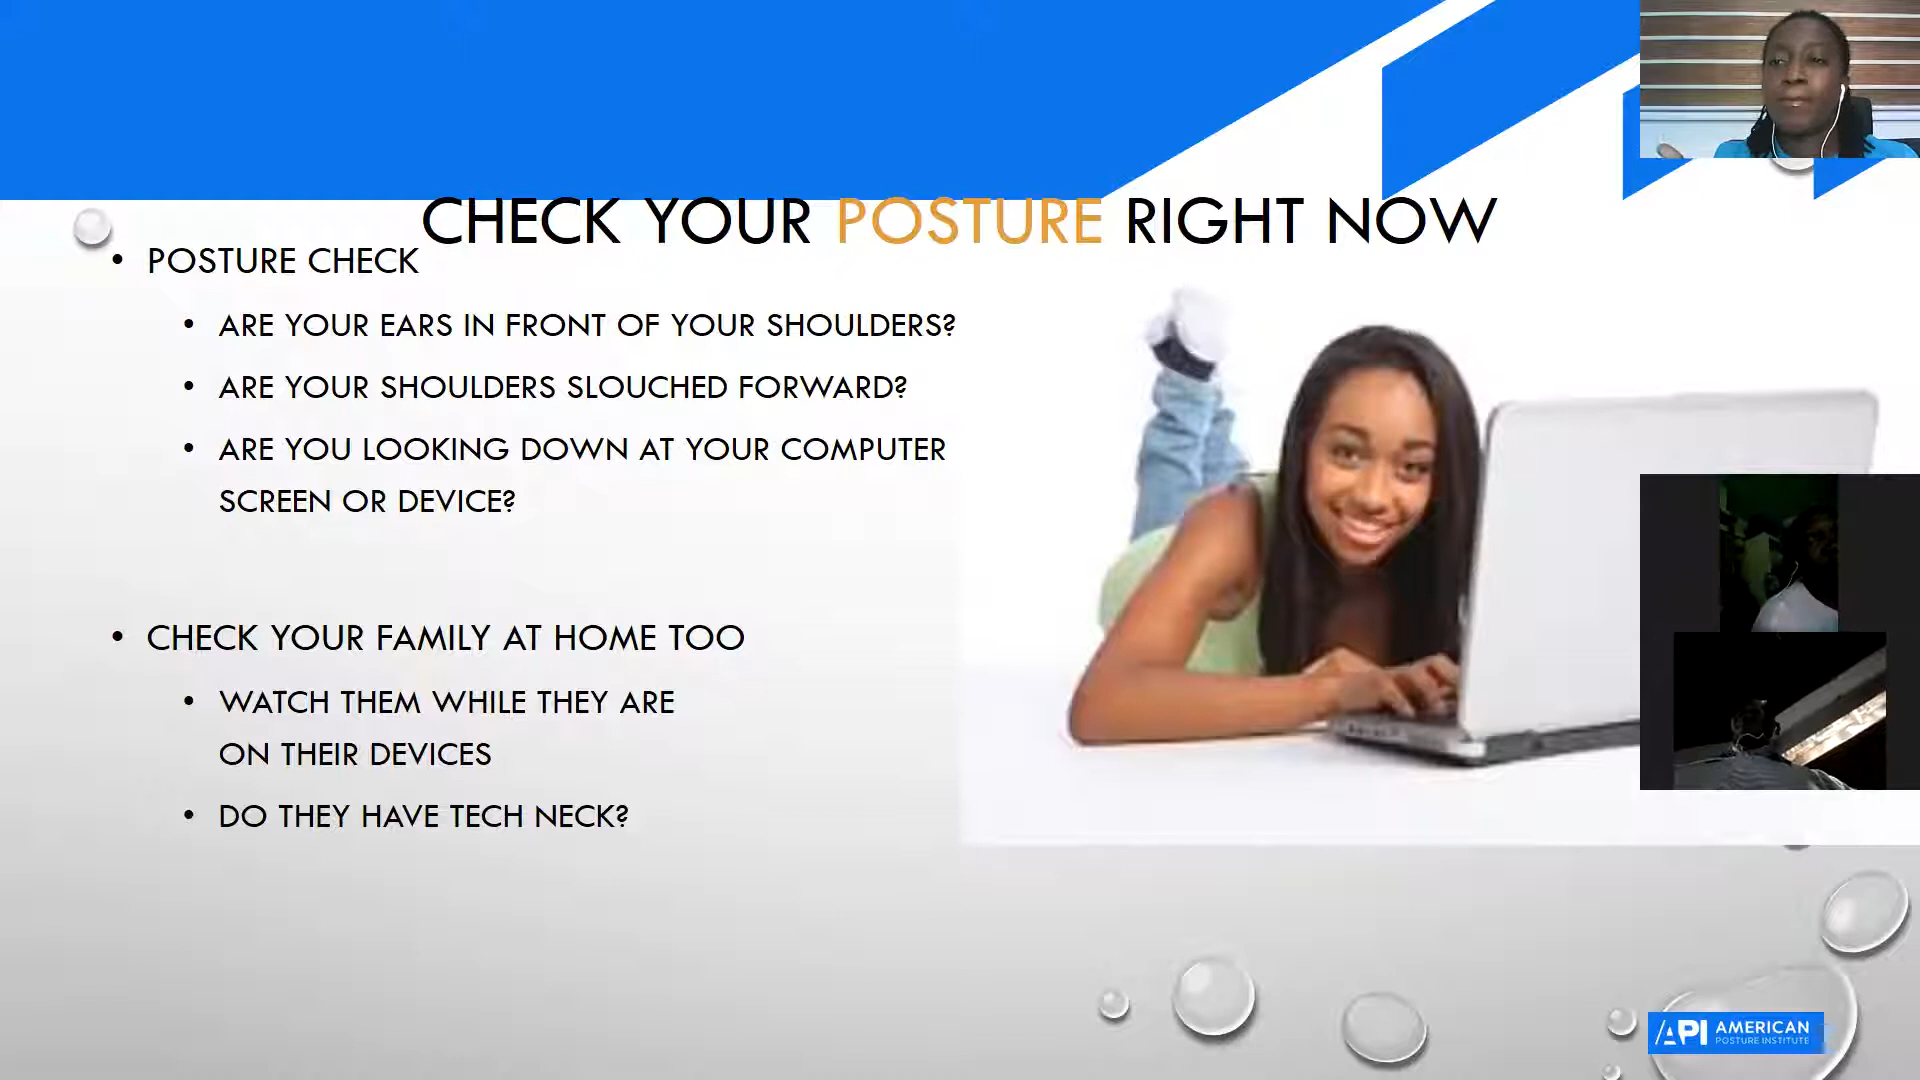 CHECK YOUR POSTURE RIGHT NOW
• POSTURE CHECK
• ARE YOUR EARS IN FRONT OF YOUR SHOULDERS?
• ARE YOUR SHOULDERS SLOUCHED FORWARD?
• ARE YOU LOOKING DOWN AT YOUR COMPUTER
SCREEN OR DEVICE?
• CHECK YOUR FAMILY AT HOME TOO
• WATCH THEM WHILE THEY ARE
ON THEIR DEVICES
• DO THEY HAVE TECH NECK?
API AMERICAN
POSTURE INSTITUTE